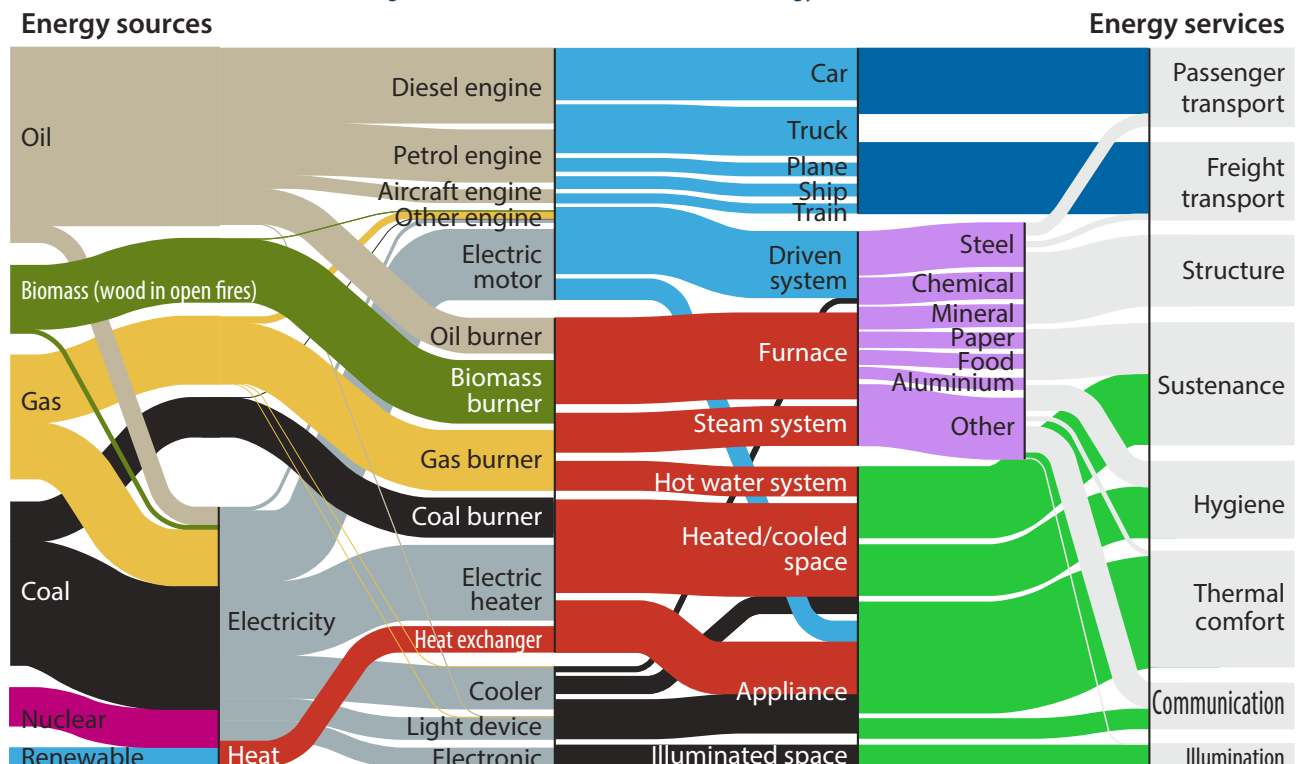 Energy sources
Energy services
Oil
Biomass (wood in open fires)
Gas
Coal
Nuclear
Renewable
Electricity
Heat
Diesel engine
Petrol engine
Aircraft engine
Other engine
Electric
motor
Oil burner
Biomass
burner
Gas burner
Coal burner
Electric
heater
Heat exchanger
Cooler
Light device
Electronic
Car
Truck
Plane
Ship
Train
Driven
system
Furnace
Steam system
Hot water system
Heated/cooled
space
Appliance
Illuminated space
Steel
Chemical
Mineral
Paper
Food
Aluminium
Other
Passenger
transport
Freight
transport
Structure
Sustenance
Hygiene
Thermal
comfort
Communication
Illumination